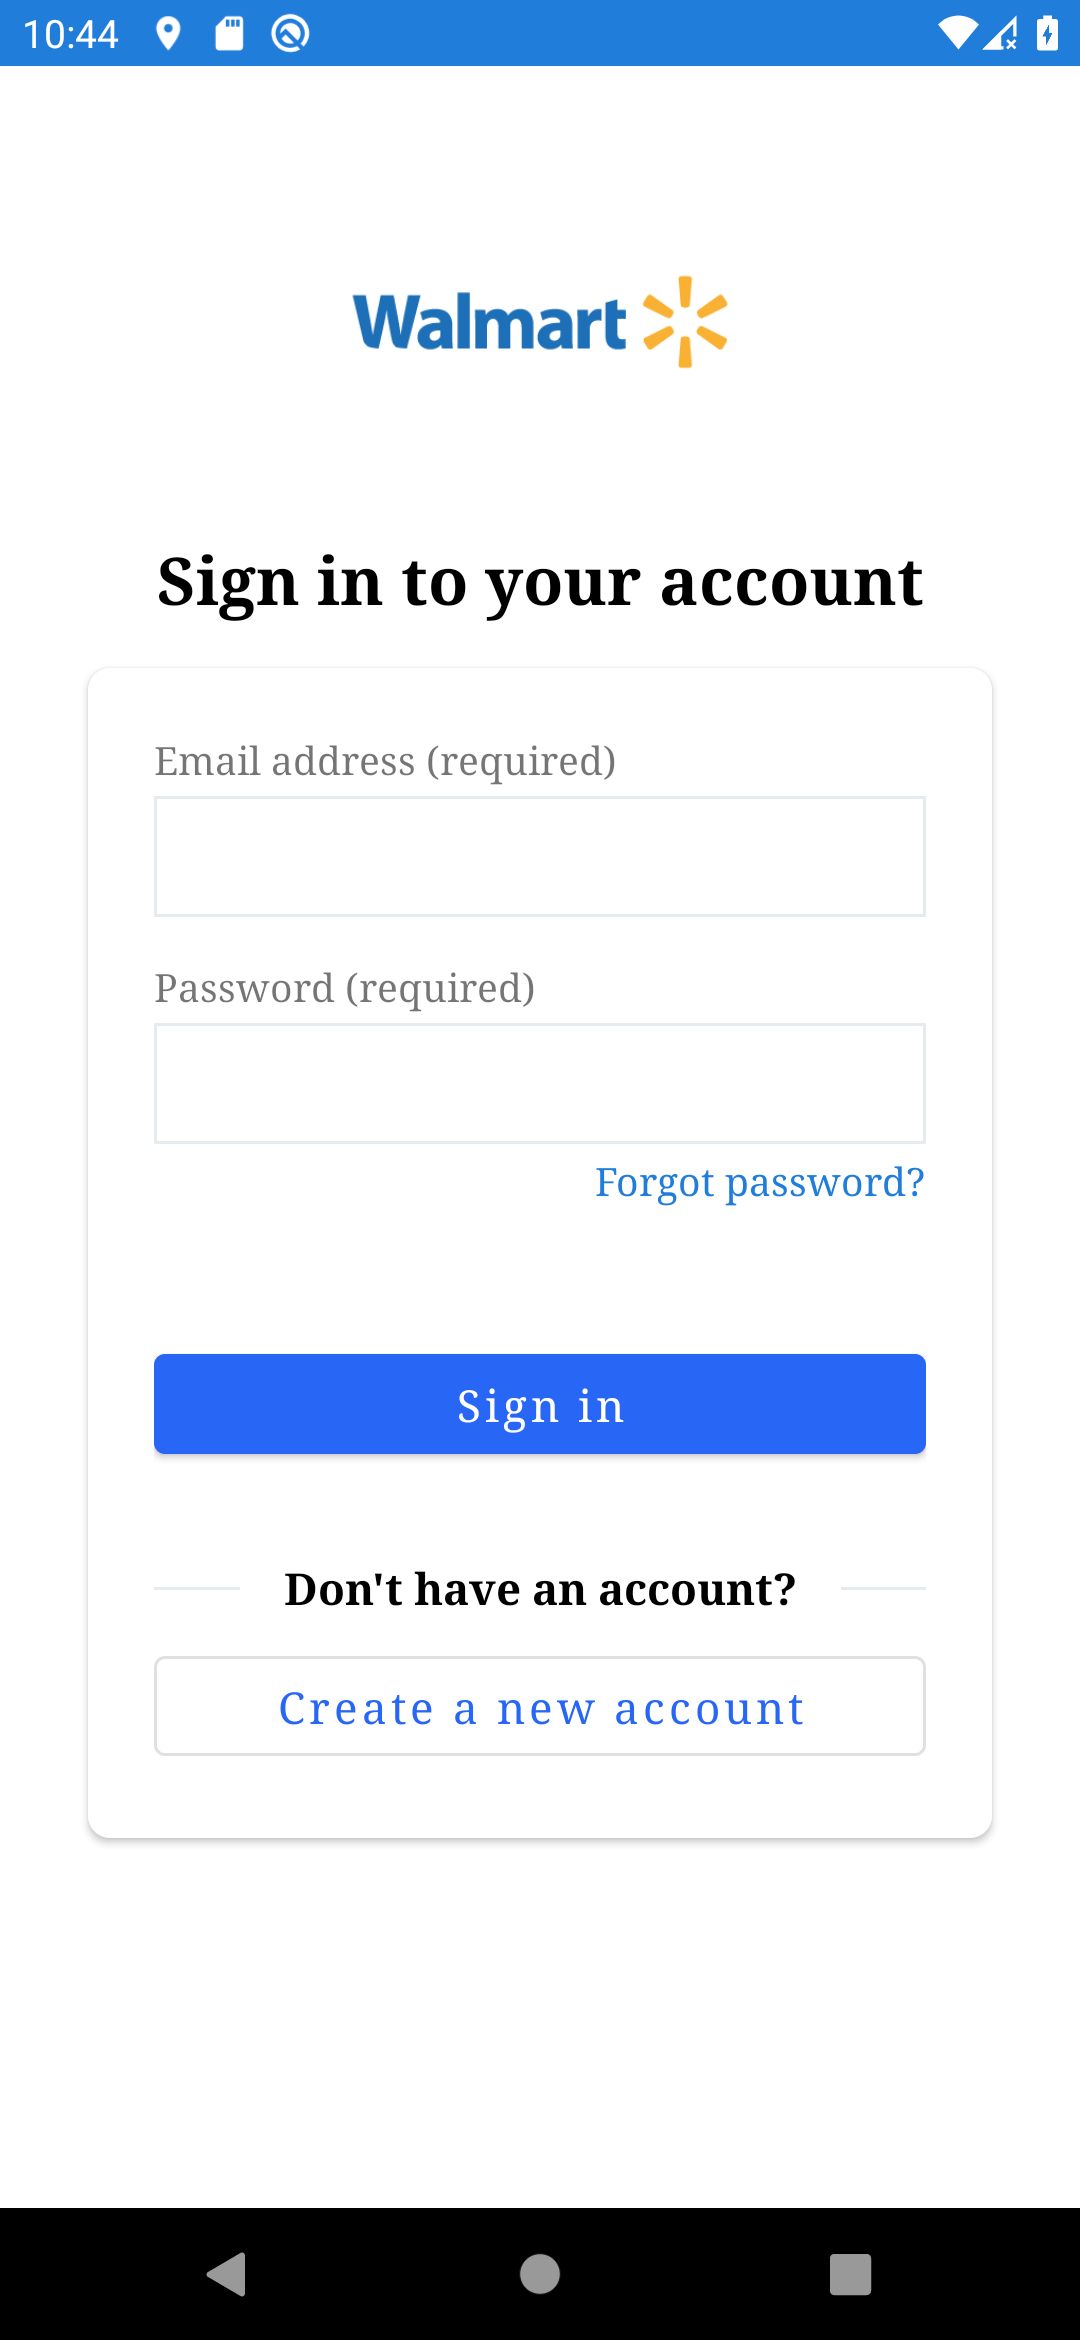 10:44
Walmart
Sign in to your account
Email address (required)
Password (required)
Forgot password?
Sign in
Don't have an account?
Create a new account